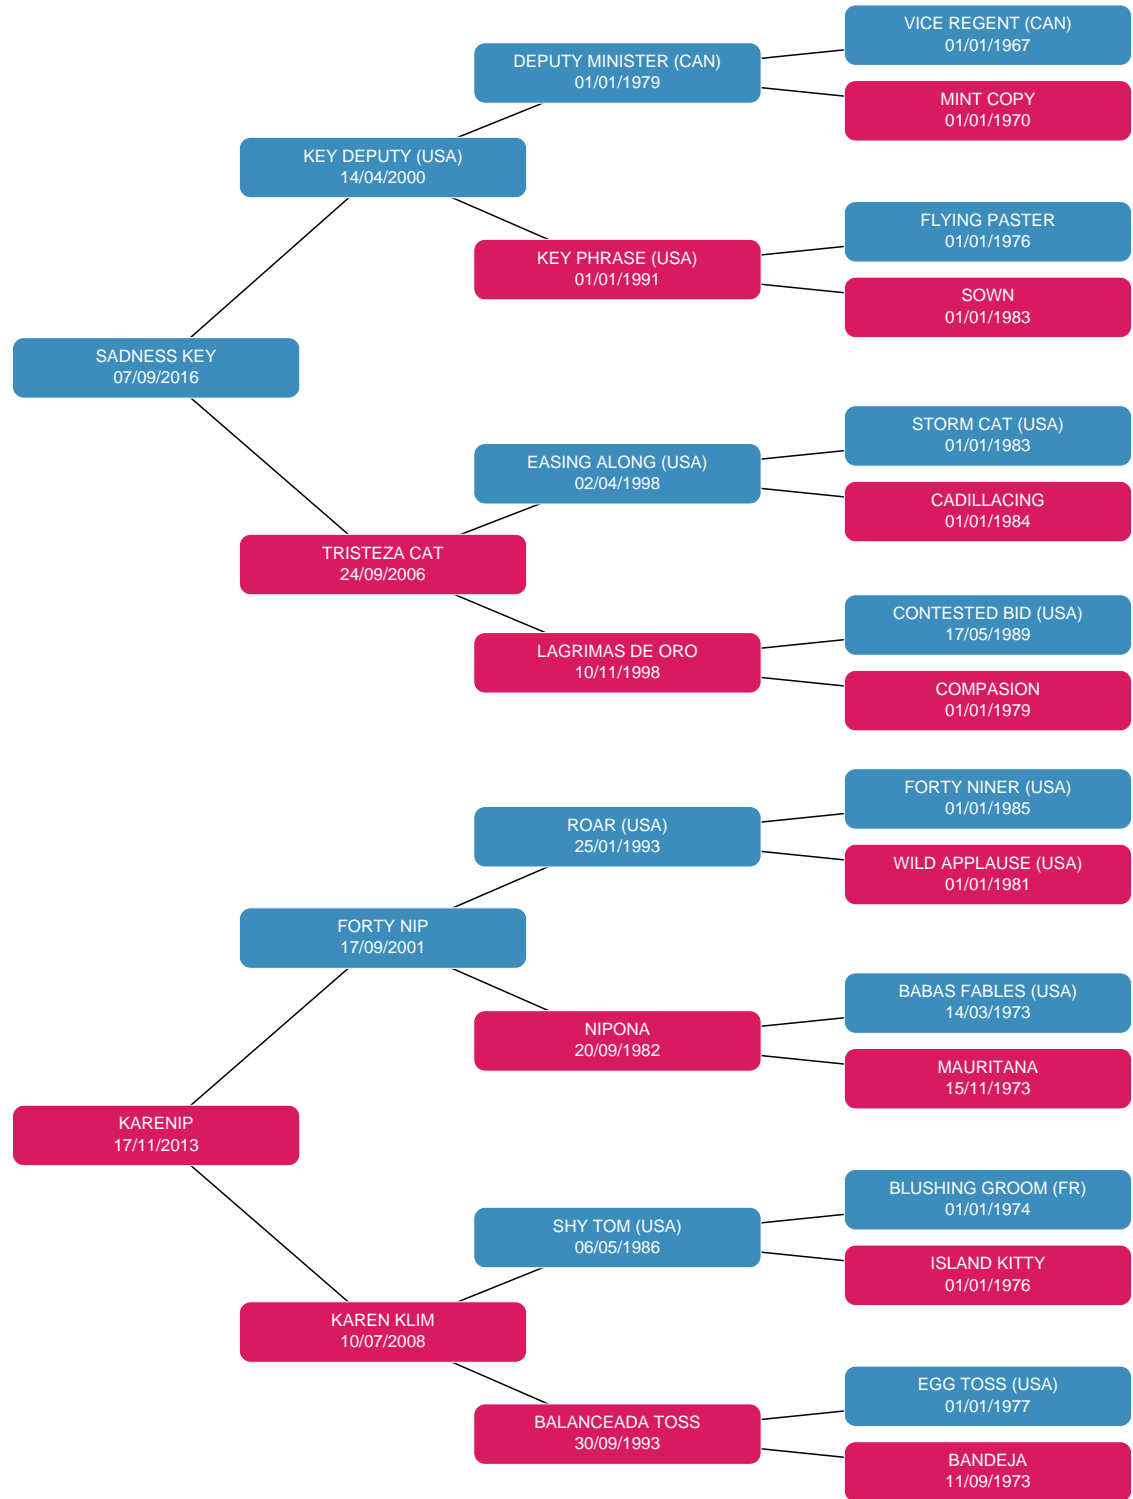 VICE REGENT (CAN)
01/01/1967
DEPUTY MINISTER (CAN)
01/01/1979
MINT COPY
01/01/1970
KEY DEPUTY (USA)
14/04/2000
FLYING PASTER
01/01/1976
KEY PHRASE (USA)
01/01/1991
SOWN
01/01/1983
SADNESS KEY
07/09/2016
STORM CAT (USA)
01/01/1983
EASING ALONG (USA)
02/04/1998
CADILLACING
01/01/1984
TRISTEZA CAT
24/09/2006
CONTESTED BID (USA)
17/05/1989
LAGRIMAS DE ORO
10/11/1998
COMPASION
01/01/1979
FORTY NINER (USA)
01/01/1985
ROAR (USA)
25/01/1993
WILD APPLAUSE (USA)
01/01/1981
FORTY NIP
17/09/2001
BABAS FABLES (USA)
14/03/1973
NIPONA
20/09/1982
MAURITANA
15/11/1973
KARENIP
17/11/2013
BLUSHING GROOM (FR)
01/01/1974
SHY TOM (USA)
06/05/1986
ISLAND KITTY
01/01/1976
KAREN KLIM
10/07/2008
EGG TOSS (USA)
01/01/1977
BALANCEADA TOSS
30/09/1993
BANDEJA
11/09/1973